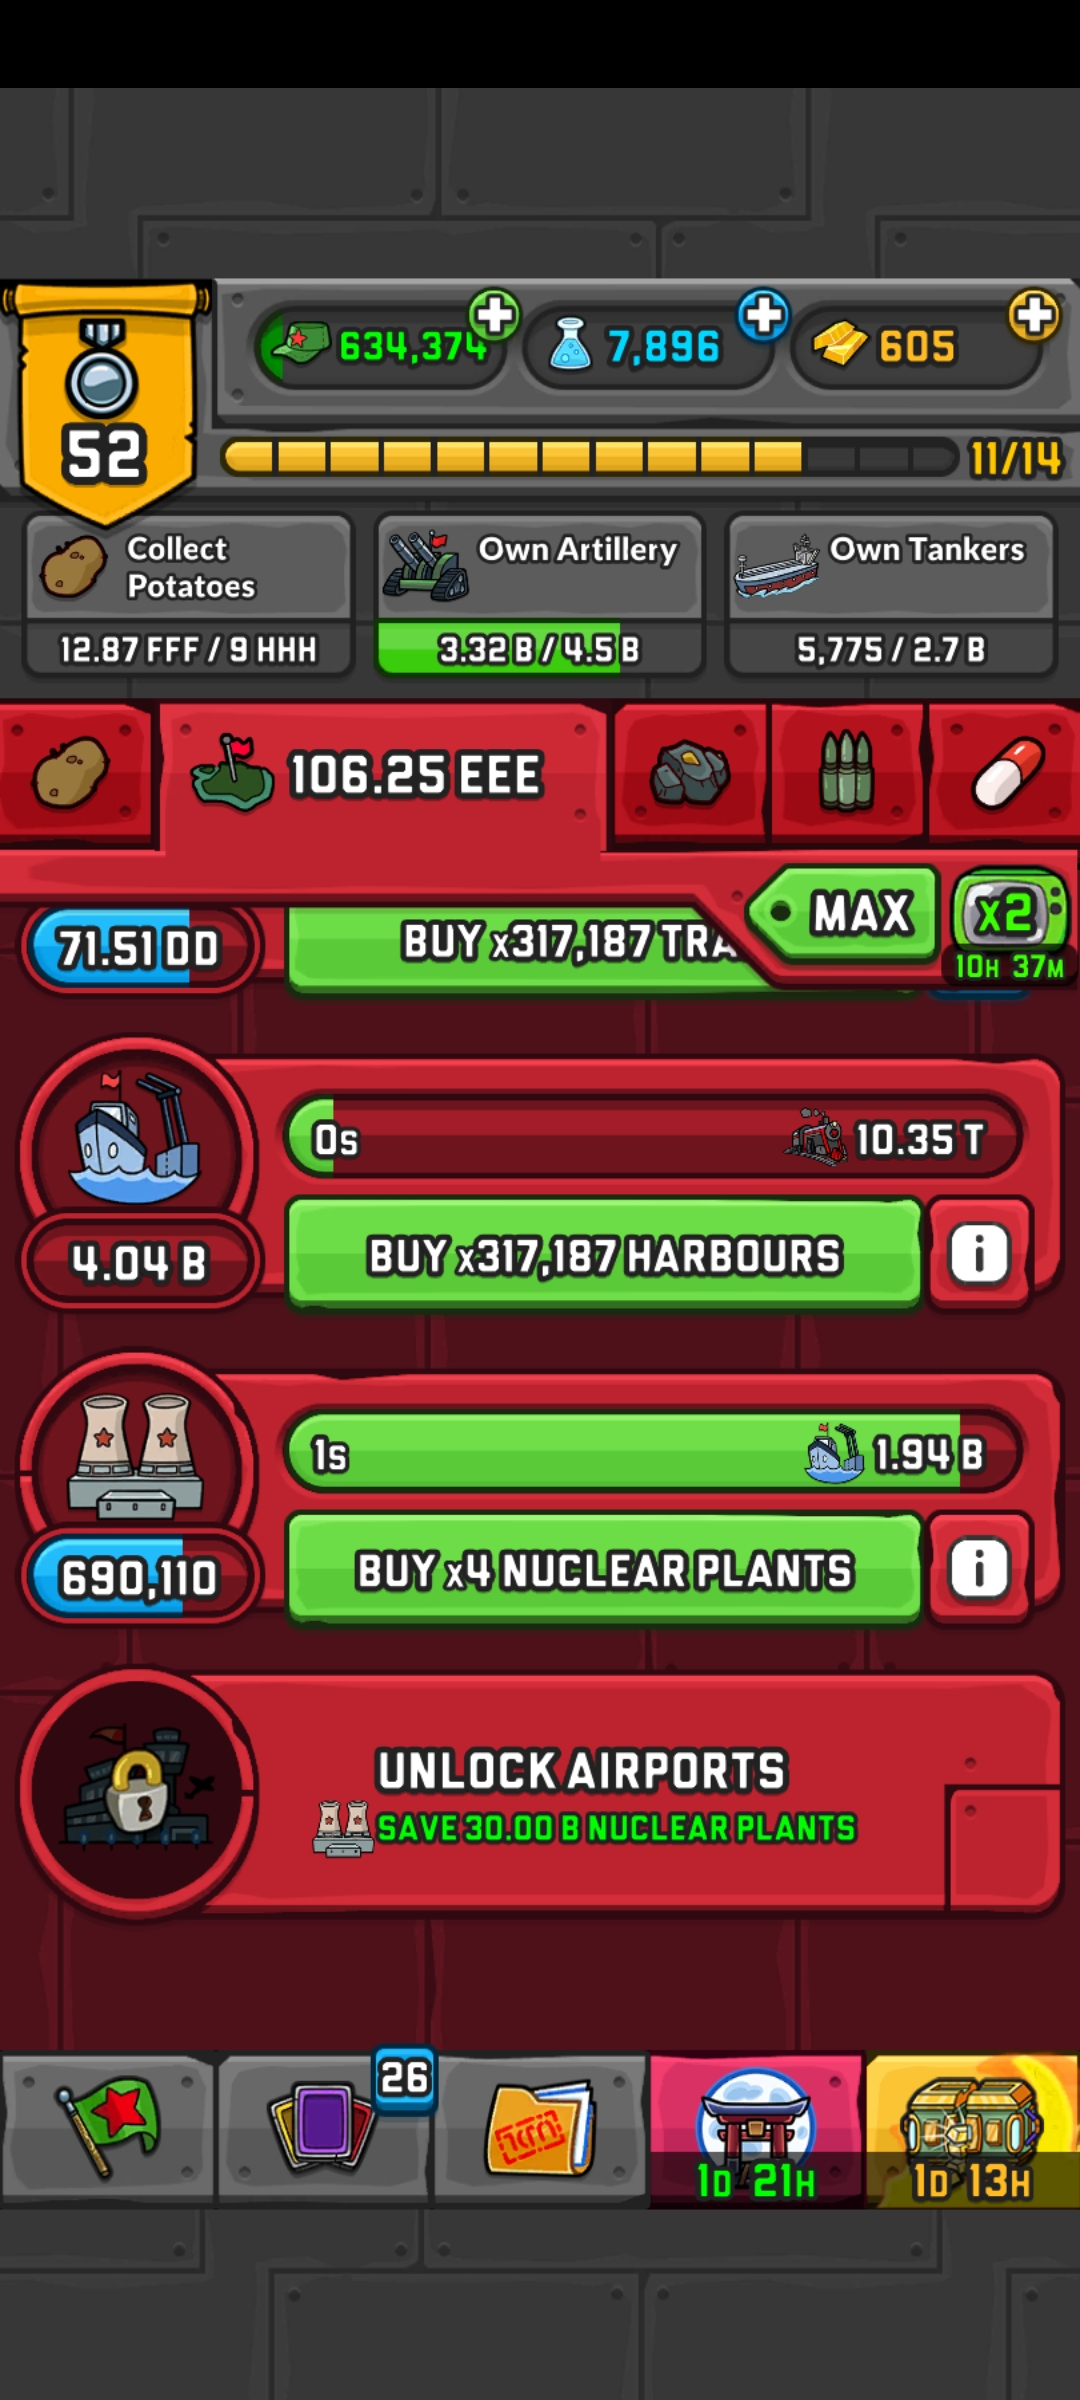 634,374
7,896
605
52
11/14
Collect
Potatoes
12.87 FFF / 9 HHH
Own Artillery
3.32 B / 4.5 B
Own Tankers
5,775 / 2.7 B
106.25 EEE
MAX
x2
10H 37M
71.51 DD
BUY x317,187 TRA
0s
10.35 T
4.04 B
BUY x317,187 HARBOURS
i
1s
1.94 B
690,110
BUY x4 NUCLEAR PLANTS
i
UNLOCK AIRPORTS
SAVE 30.00 B NUCLEAR PLANTS
26
1D 21H
1D 13H